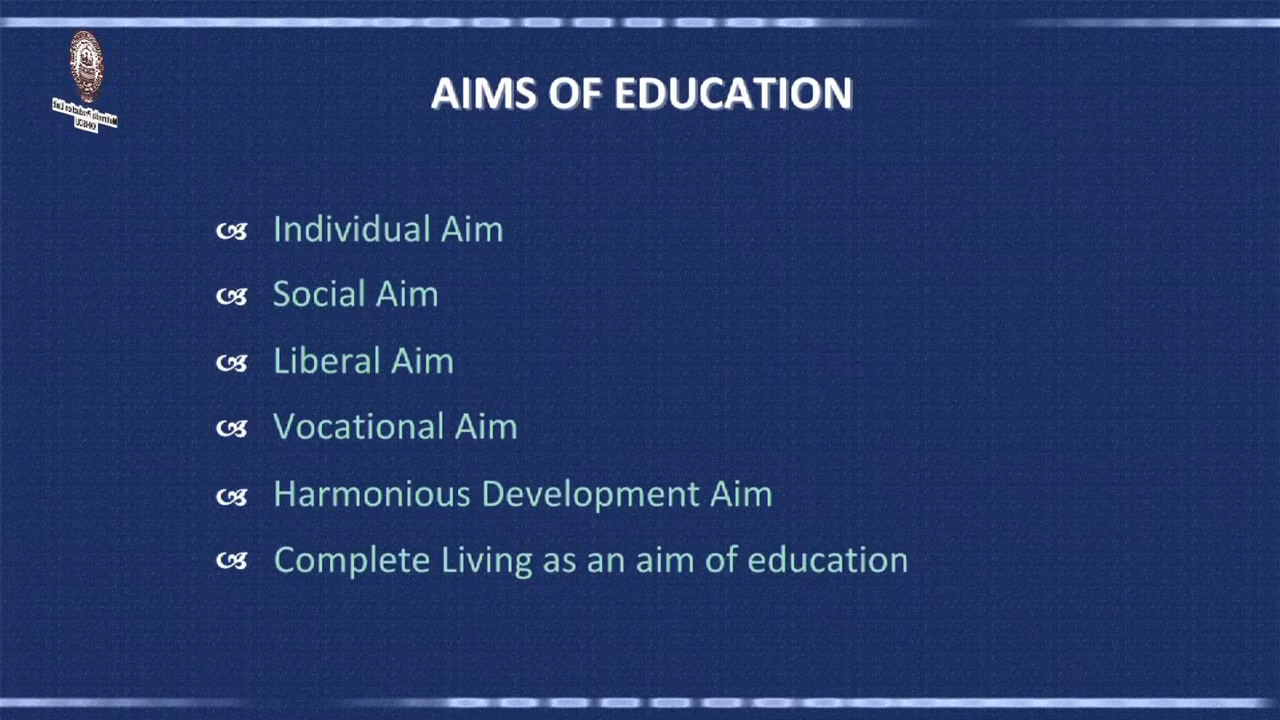 AIMS OF EDUCATION
Individual Aim
Social Aim
Liberal Aim
Vocational Aim
Harmonious Development Aim
Complete Living as an aim of education